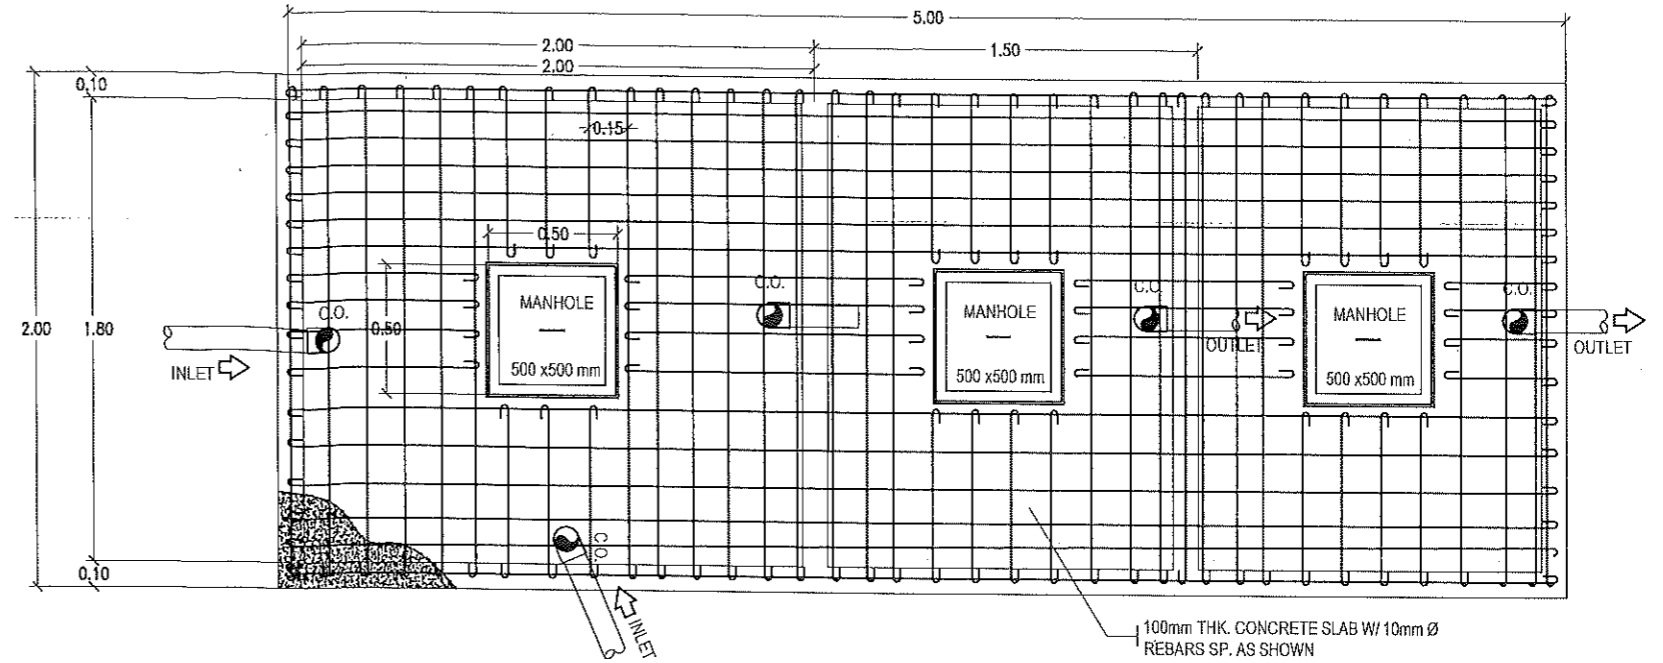 5.00
2.00
1.50
2.00
0.10
0.15
0.50
C.O.
MANHOLE
500 x500 mm
0.50
2.00
1.80
INLET
C.O.
MANHOLE
500 x500 mm
C.O.
OUTLET
MANHOLE
500 x500 mm
C.O.
OUTLET
C.O.
0.10
INLET
100mm THK. CONCRETE SLAB W/ 10mm Ø
REBARS SP. AS SHOWN